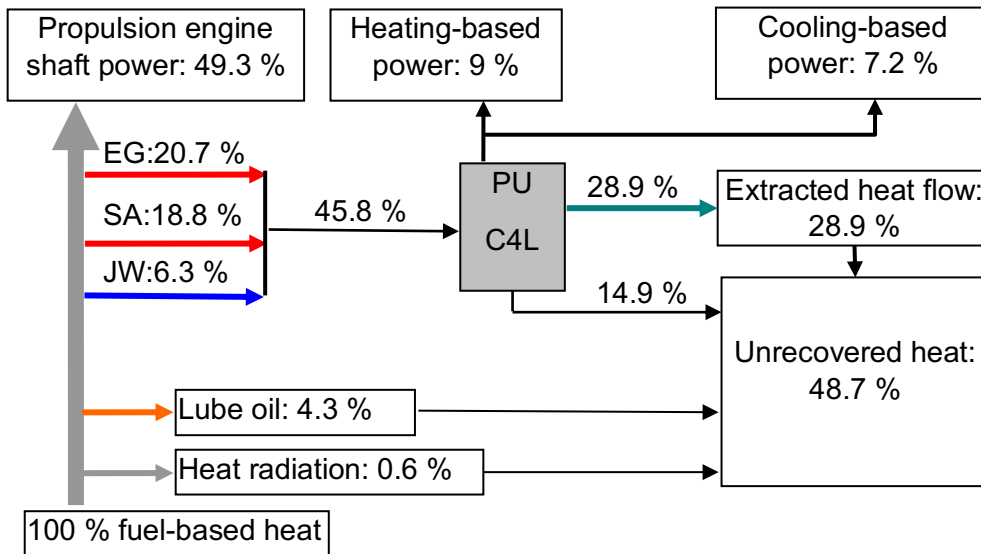 Propulsion engine
shaft power: 49.3 %
Heating-based
power: 9 %
Cooling-based
power: 7.2 %
EG:20.7 %
SA:18.8 %
JW:6.3 %
45.8 %
PU
C4L
28.9 %
Extracted heat flow:
28.9 %
14.9 %
Unrecovered heat:
48.7 %
Lube oil: 4.3 %
Heat radiation: 0.6 %
100 % fuel-based heat